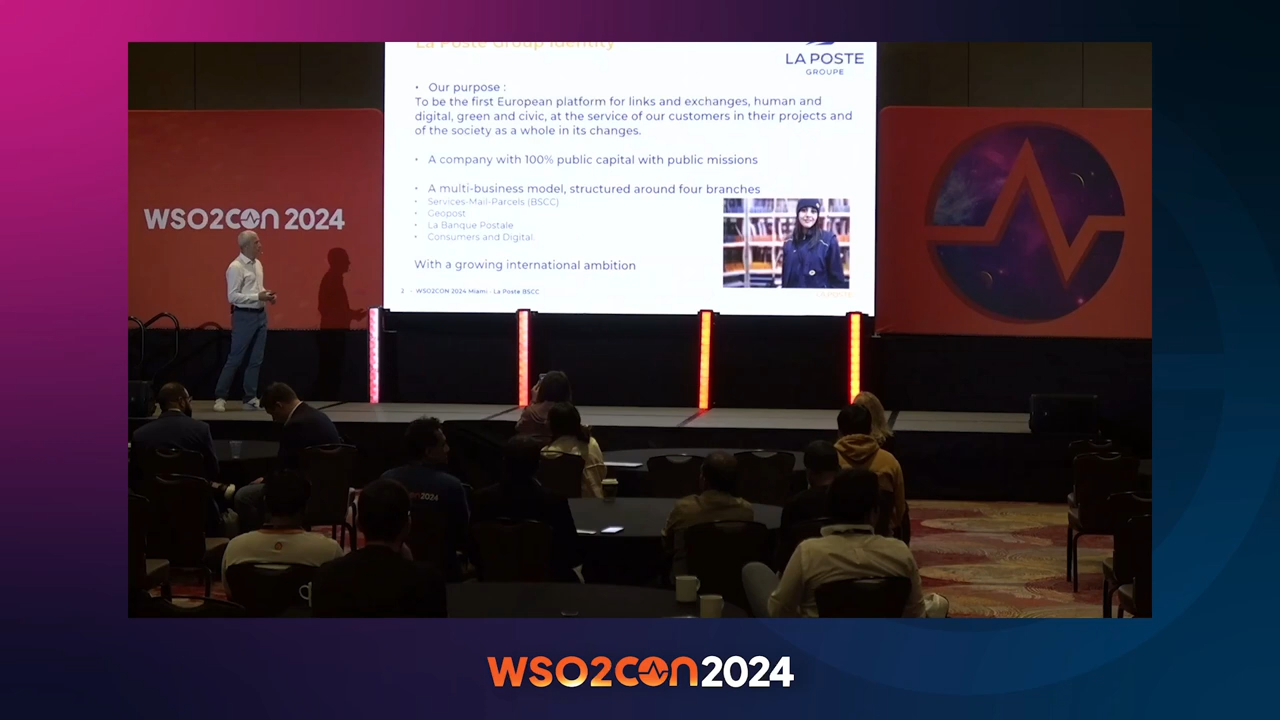 La Poste Group Identity
LA POSTE
GROUPE
• Our purpose :
To be the first European platform for links and exchanges, human and
digital, green and civic, at the service of our customers in their projects and
of the society as a whole in its changes.
• A company with 100% public capital with public missions
• A multi-business model, structured around four branches
• Services-Mail-Parcels (BSCC)
• Geopost
• La Banque Postale
• Consumers and Digital.
With a growing international ambition
2 - WSO2CON 2024 Miami - La Poste BSCC
WSO2CON 2024
2024
WSO2CON2024